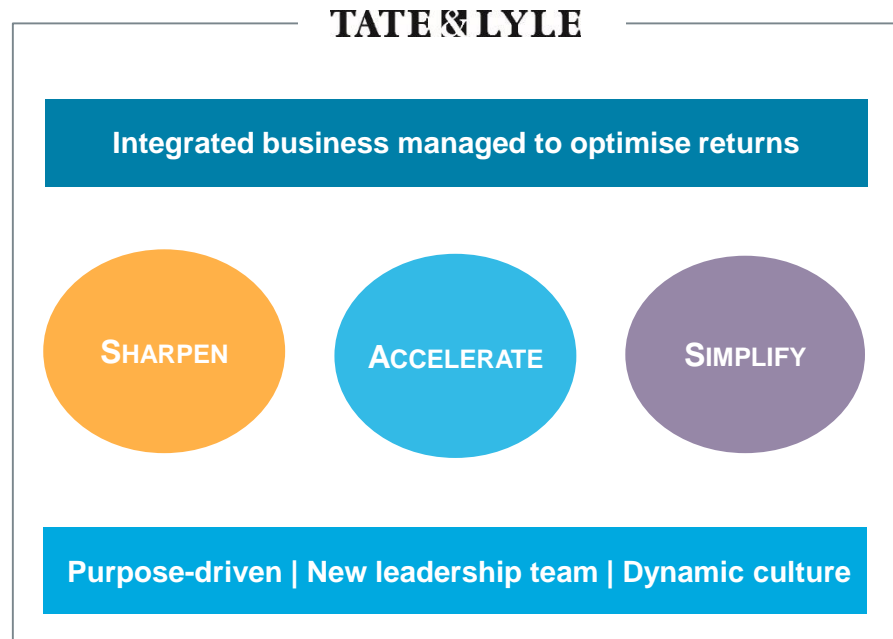 TATE & LYLE
Integrated business managed to optimise returns
SHARPEN
ACCELERATE
SIMPLIFY
Purpose-driven | New leadership team | Dynamic culture